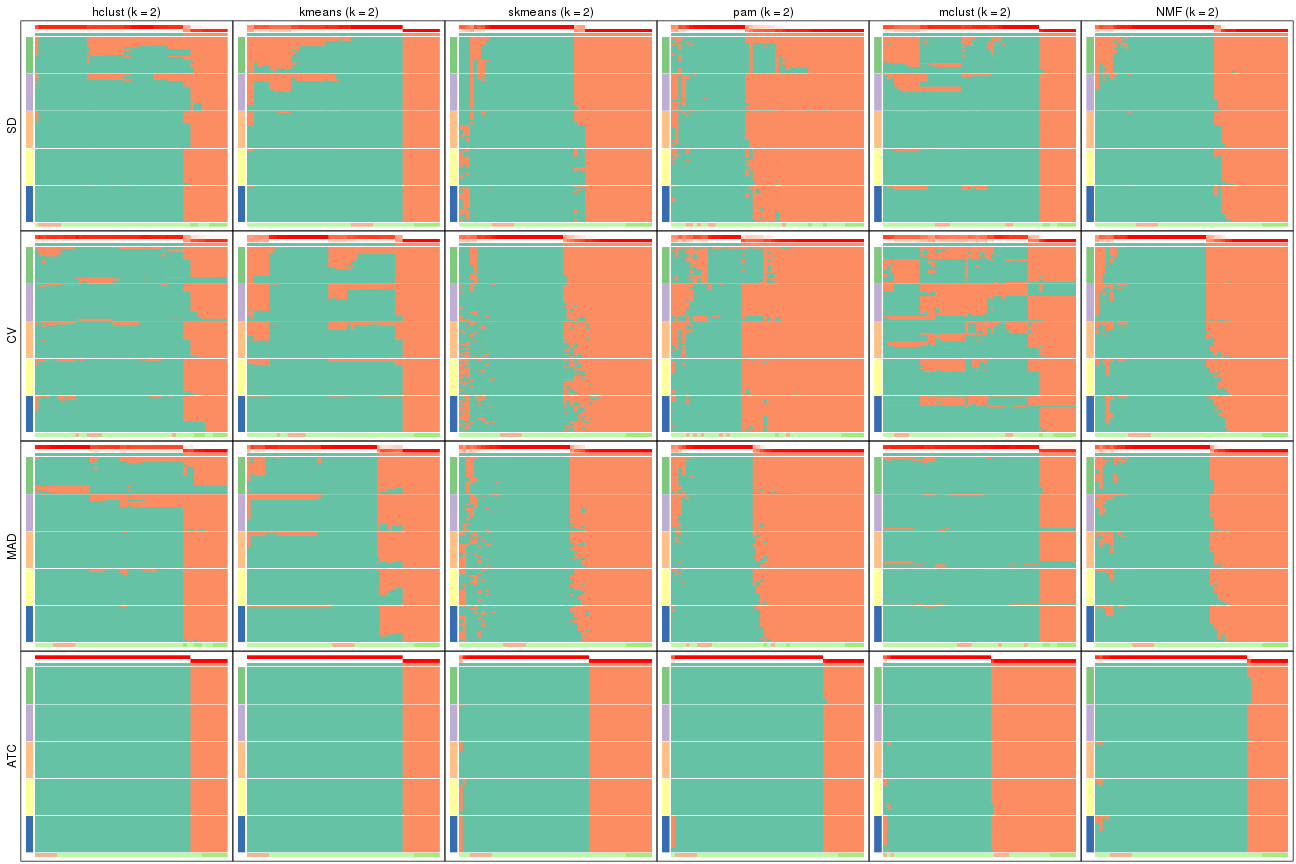 hclust (k = 2)
kmeans (k = 2)
skmeans (k = 2)
pam (k = 2)
mclust (k = 2)
NMF (k = 2)
SD
CV
MAD
ATC